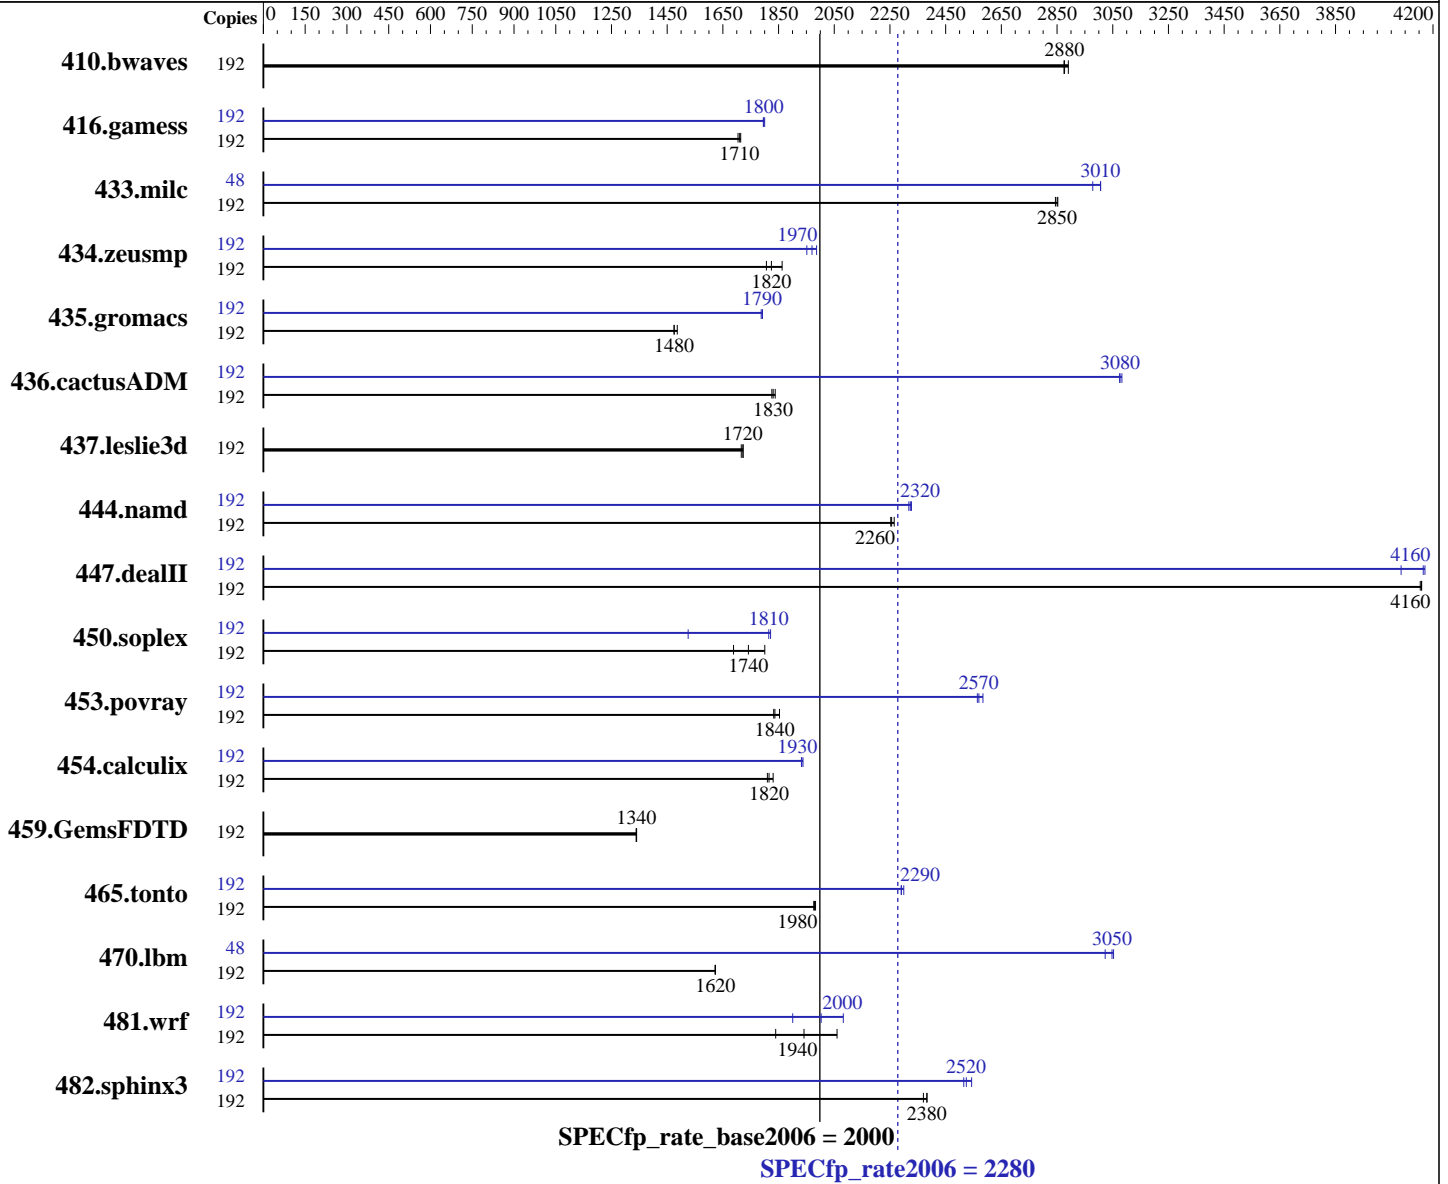 Copies 0 150 300 450 600 750 900 1050 1250 1450 1650 1850 2050 2250 2450 2650 2850 3050 3250 3450 3650 3850 4200
410.bwaves 192 2880
416.gamess 192 1800
192 1710
433.milc 48 3010
192 2850
434.zeusmp 192 1970
192 1820
435.gromacs 192 1790
192 1480
436.cactusADM 192 3080
192 1830
437.leslie3d 192 1720
444.namd 192 2320
192 2260
447.dealII 192 4160
192 4160
450.soplex 192 1810
192 1740
453.povray 192 2570
192 1840
454.calculix 192 1930
192 1820
459.GemsFDTD 192 1340
465.tonto 192 2290
192 1980
470.lbm 48 3050
192 1620
481.wrf 192 2000
192 1940
482.sphinx3 192 2520
192 2380
SPECfp_rate_base2006 = 2000
SPECfp_rate2006 = 2280